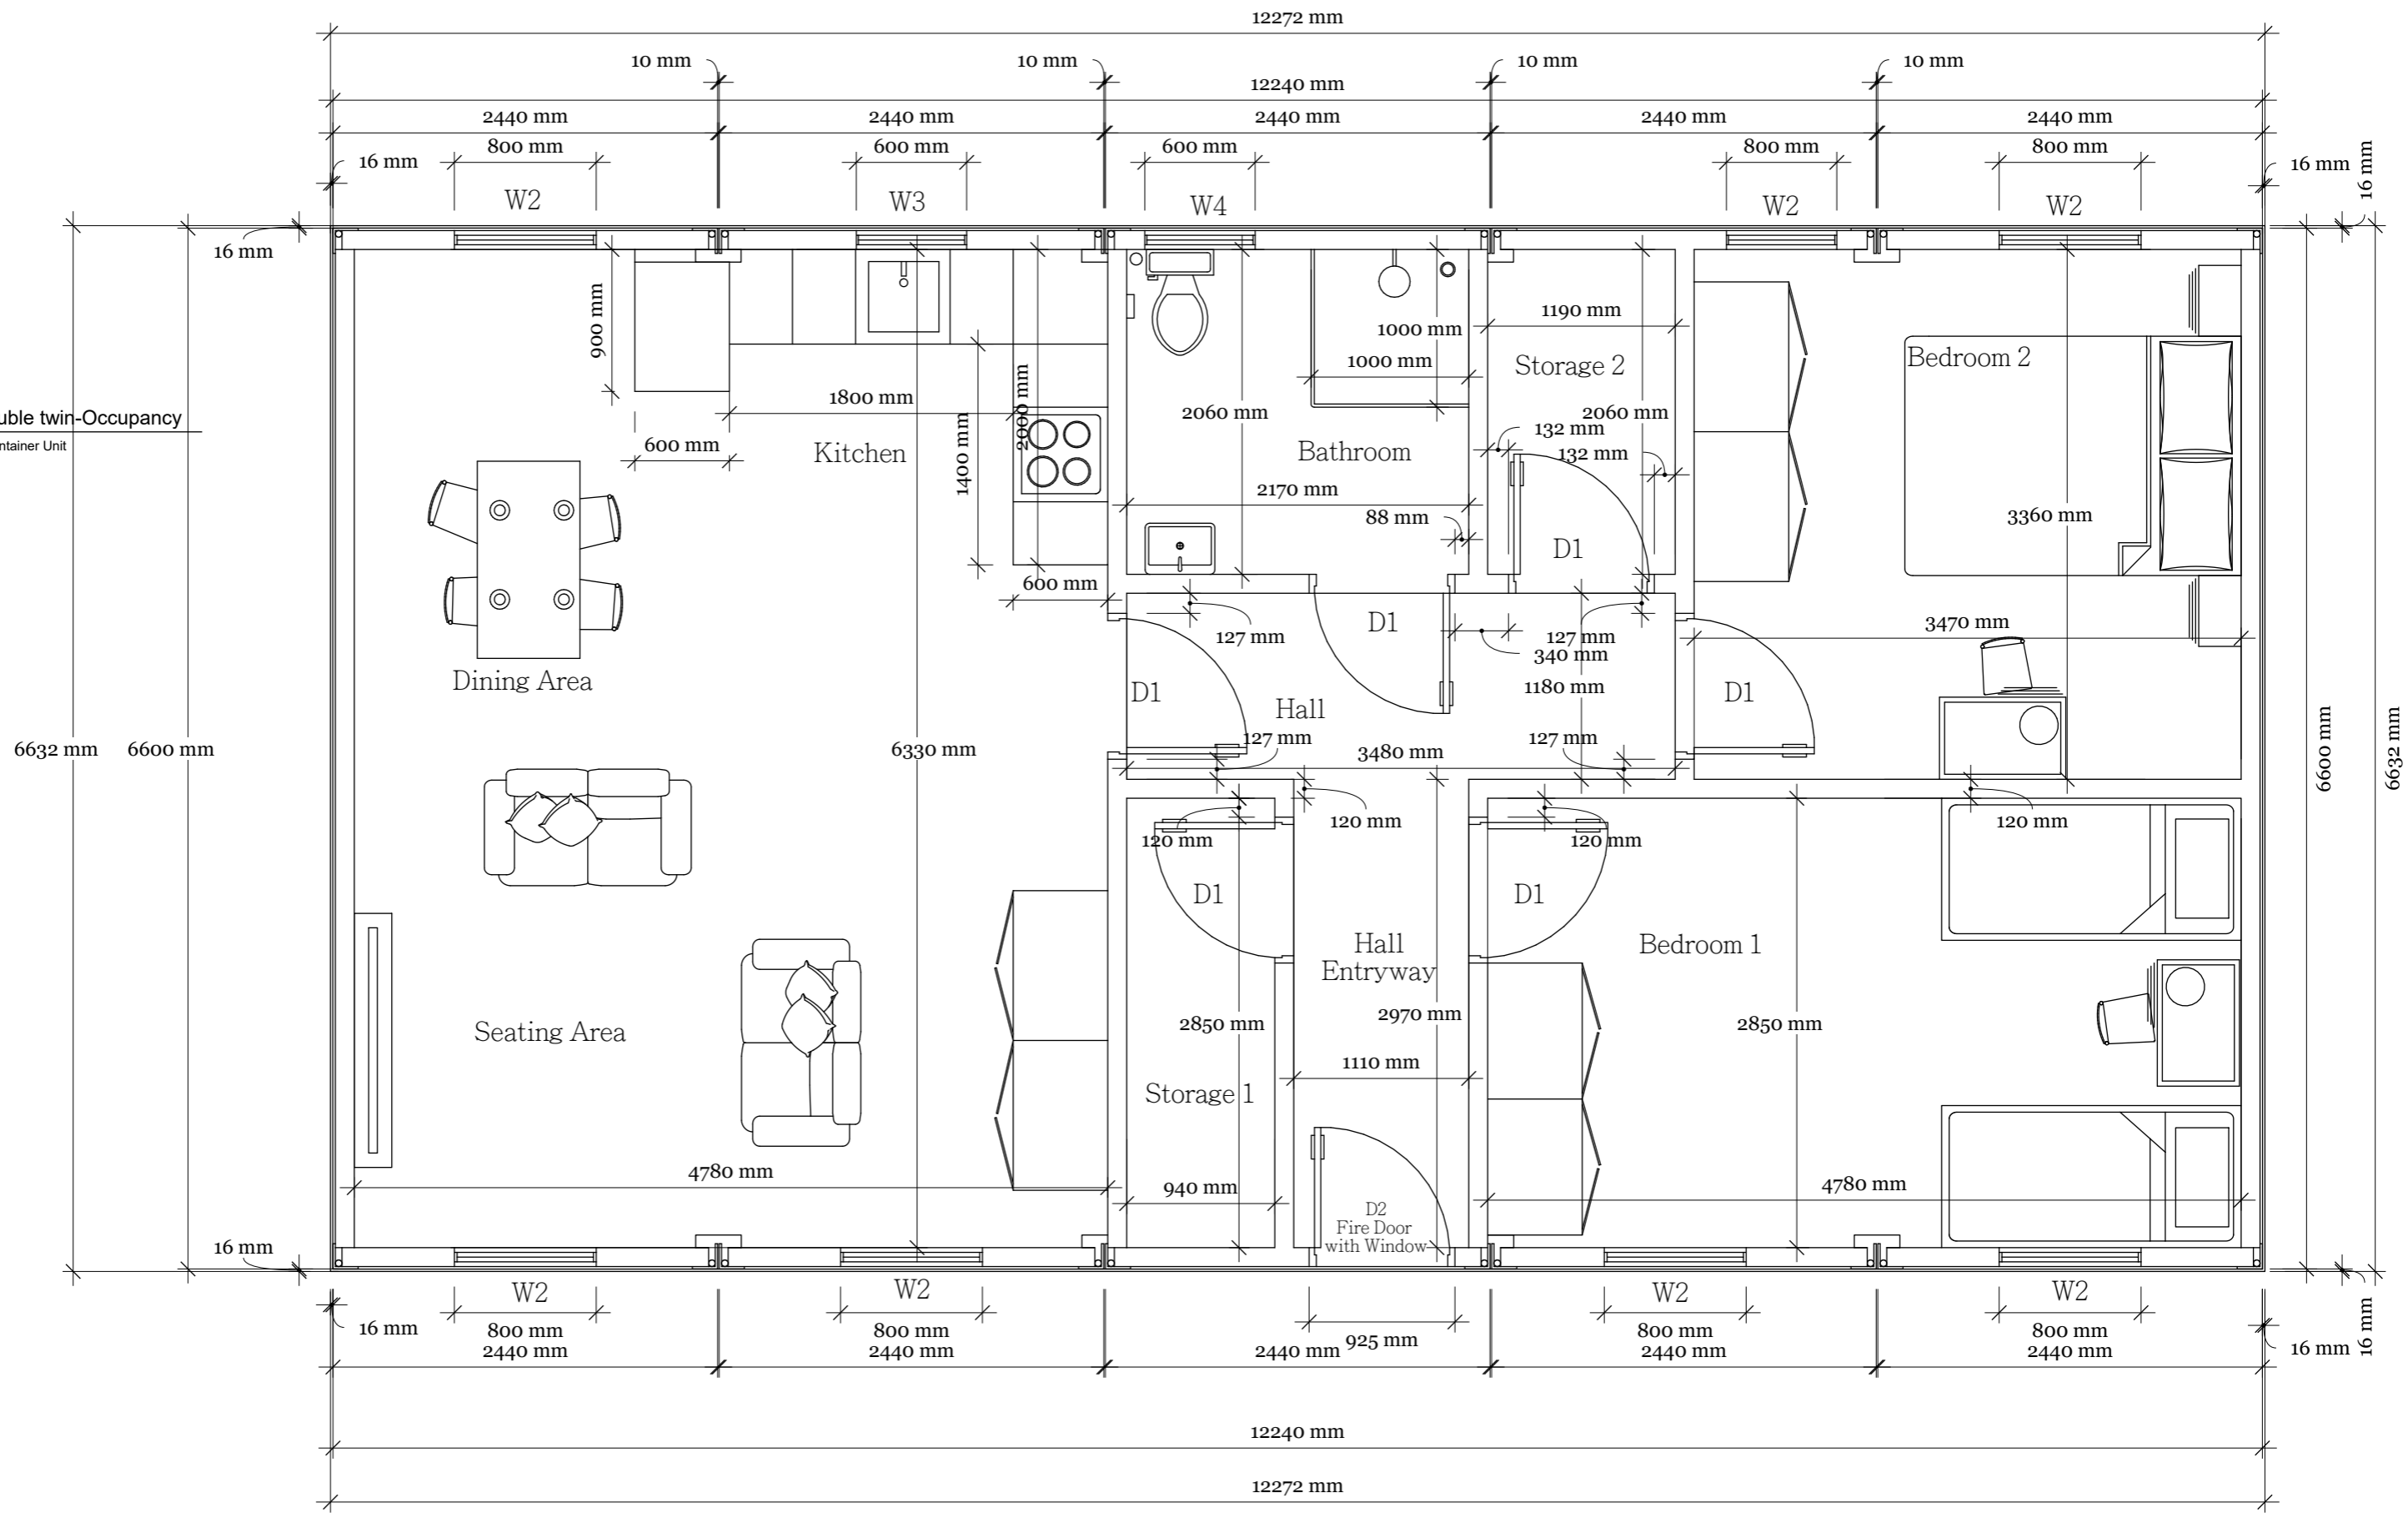 12272 mm
10 mm
10 mm
10 mm
10 mm
12240 mm
2440 mm
2440 mm
2440 mm
2440 mm
2440 mm
800 mm
600 mm
600 mm
800 mm
800 mm
16 mm
16 mm
16 mm
W2
W3
W4
W2
W2
16 mm
900 mm
1000 mm
1190 mm
Bedroom 2
1000 mm
Storage 2
1800 mm
2000 mm
2060 mm
2060 mm
uble twin-Occupancy
ntainer Unit
600 mm
Kitchen
1400 mm
Bathroom
132 mm
132 mm
2170 mm
88 mm
3360 mm
D1
600 mm
127 mm
D1
127 mm
340 mm
3470 mm
Dining Area
D1
1180 mm
D1
Hall
127 mm
127 mm
6632 mm
6600 mm
6330 mm
3480 mm
6600 mm
6632 mm
120 mm
120 mm
120 mm
120 mm
D1
D1
Hall
Entryway
Bedroom 1
Seating Area
2850 mm
2970 mm
2850 mm
1110 mm
Storage 1
4780 mm
940 mm
4780 mm
D2
Fire Door
with Window
16 mm
W2
W2
W2
W2
16 mm
800 mm
800 mm
925 mm
800 mm
800 mm
16 mm
16 mm
2440 mm
2440 mm
2440 mm
2440 mm
2440 mm
12240 mm
12272 mm